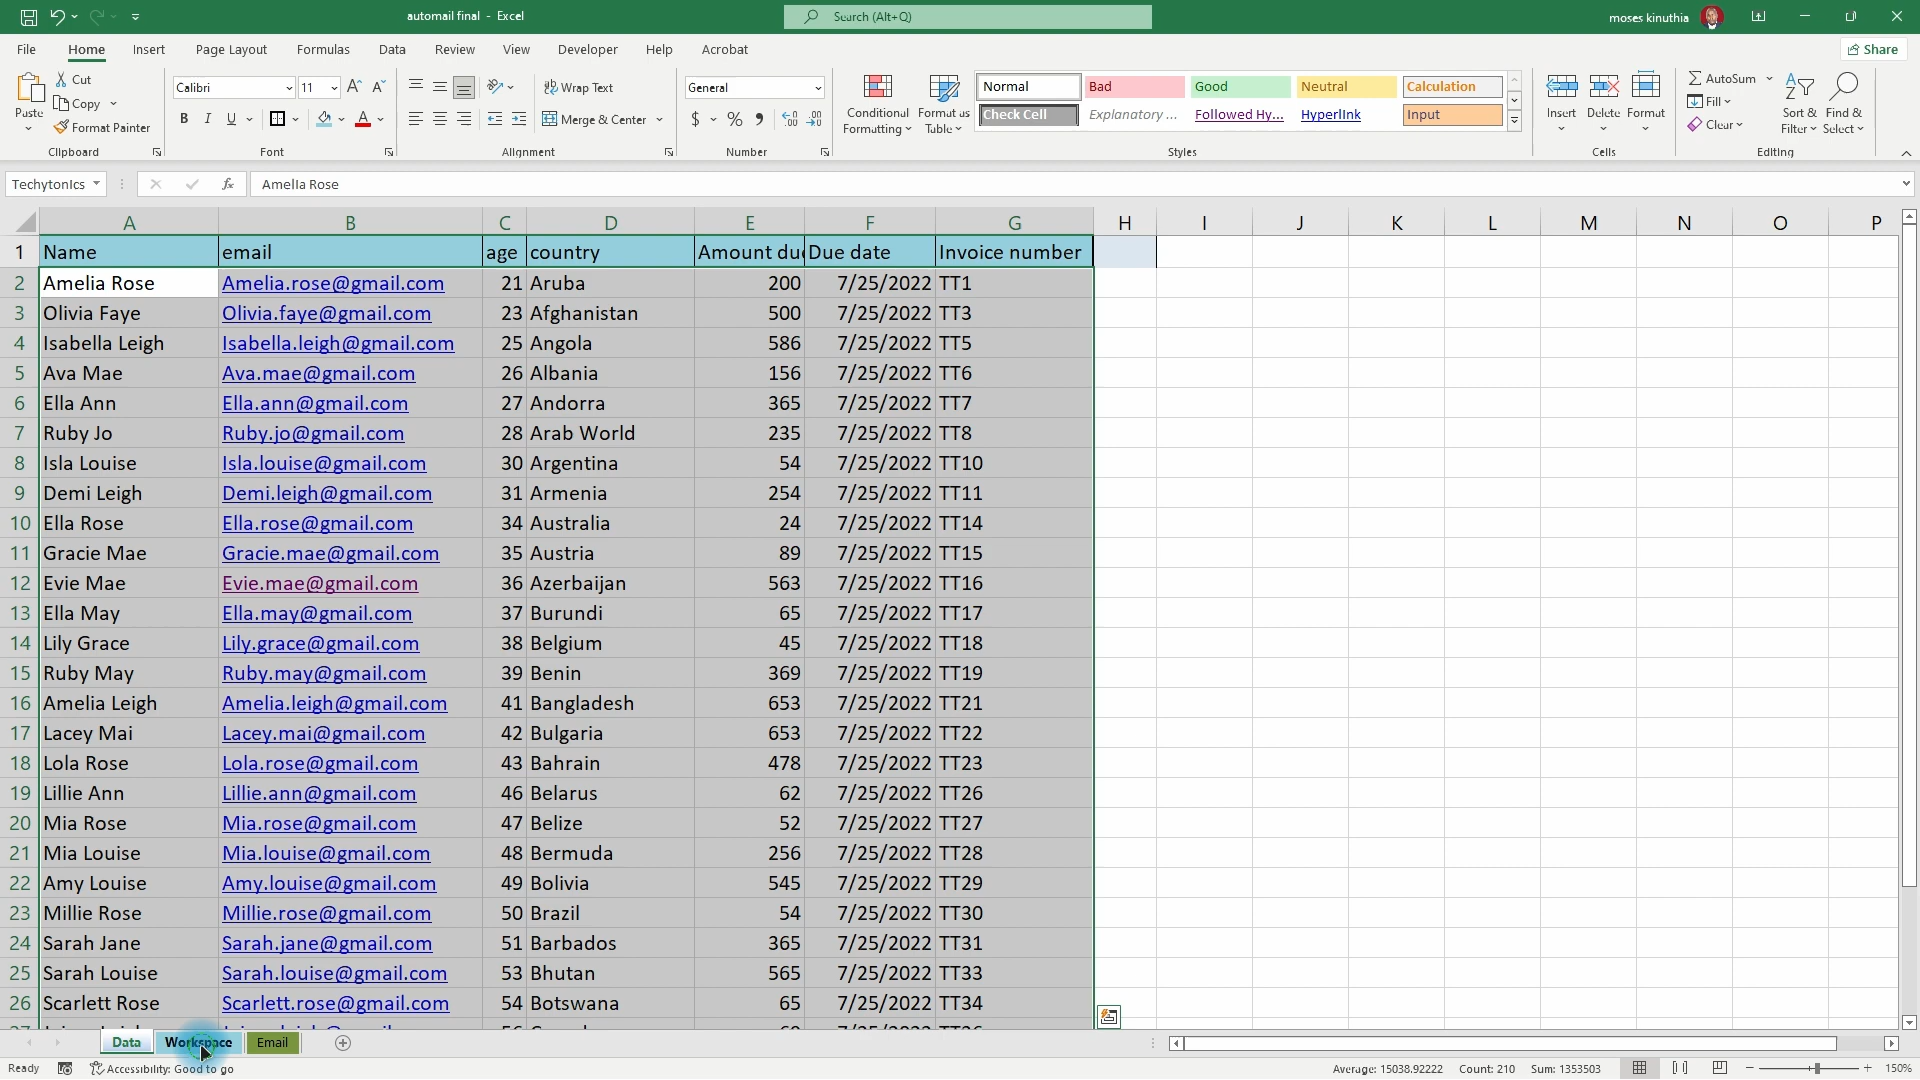 automail final - Excel
Search (Alt+Q)
moses kinuthia
File Home Insert Page Layout Formulas Data Review View Developer Help Acrobat
Share
Paste
Cut
Copy
Format Painter
Clipboard
Calibri 11
B I U
Font
Wrap Text
Merge & Center
Alignment
General
$ % 9
Number
Conditional Formatting
Format as Table
Normal Bad Good Neutral Calculation
Check Cell Explanatory ... Followed Hy... Hyperlink Input
Styles
Insert Delete Format
Cells
AutoSum
Fill
Clear
Sort & Filter
Find & Select
Editing
Techytonics fx Amelia Rose
A B C D E F G H I J K L M N O P
1 Name email age country Amount du Due date Invoice number
2 Amelia Rose Amelia.rose@gmail.com 21 Aruba 200 7/25/2022 TT1
3 Olivia Faye Olivia.faye@gmail.com 23 Afghanistan 500 7/25/2022 TT3
4 Isabella Leigh Isabella.leigh@gmail.com 25 Angola 586 7/25/2022 TT5
5 Ava Mae Ava.mae@gmail.com 26 Albania 156 7/25/2022 TT6
6 Ella Ann Ella.ann@gmail.com 27 Andorra 365 7/25/2022 TT7
7 Ruby Jo Ruby.jo@gmail.com 28 Arab World 235 7/25/2022 TT8
8 Isla Louise Isla.louise@gmail.com 30 Argentina 54 7/25/2022 TT10
9 Demi Leigh Demi.leigh@gmail.com 31 Armenia 254 7/25/2022 TT11
10 Ella Rose Ella.rose@gmail.com 34 Australia 24 7/25/2022 TT14
11 Gracie Mae Gracie.mae@gmail.com 35 Austria 89 7/25/2022 TT15
12 Evie Mae Evie.mae@gmail.com 36 Azerbaijan 563 7/25/2022 TT16
13 Ella May Ella.may@gmail.com 37 Burundi 65 7/25/2022 TT17
14 Lily Grace Lily.grace@gmail.com 38 Belgium 45 7/25/2022 TT18
15 Ruby May Ruby.may@gmail.com 39 Benin 369 7/25/2022 TT19
16 Amelia Leigh Amelia.leigh@gmail.com 41 Bangladesh 653 7/25/2022 TT21
17 Lacey Mai Lacey.mai@gmail.com 42 Bulgaria 653 7/25/2022 TT22
18 Lola Rose Lola.rose@gmail.com 43 Bahrain 478 7/25/2022 TT23
19 Lillie Ann Lillie.ann@gmail.com 46 Belarus 62 7/25/2022 TT26
20 Mia Rose Mia.rose@gmail.com 47 Belize 52 7/25/2022 TT27
21 Mia Louise Mia.louise@gmail.com 48 Bermuda 256 7/25/2022 TT28
22 Amy Louise Amy.louise@gmail.com 49 Bolivia 545 7/25/2022 TT29
23 Millie Rose Millie.rose@gmail.com 50 Brazil 54 7/25/2022 TT30
24 Sarah Jane Sarah.jane@gmail.com 51 Barbados 365 7/25/2022 TT31
25 Sarah Louise Sarah.louise@gmail.com 53 Bhutan 565 7/25/2022 TT33
26 Scarlett Rose Scarlett.rose@gmail.com 54 Botswana 65 7/25/2022 TT34
Data Workspace Email
Ready Accessibility: Good to go Average: 15038.92222 Count: 210 Sum: 1353503 150%